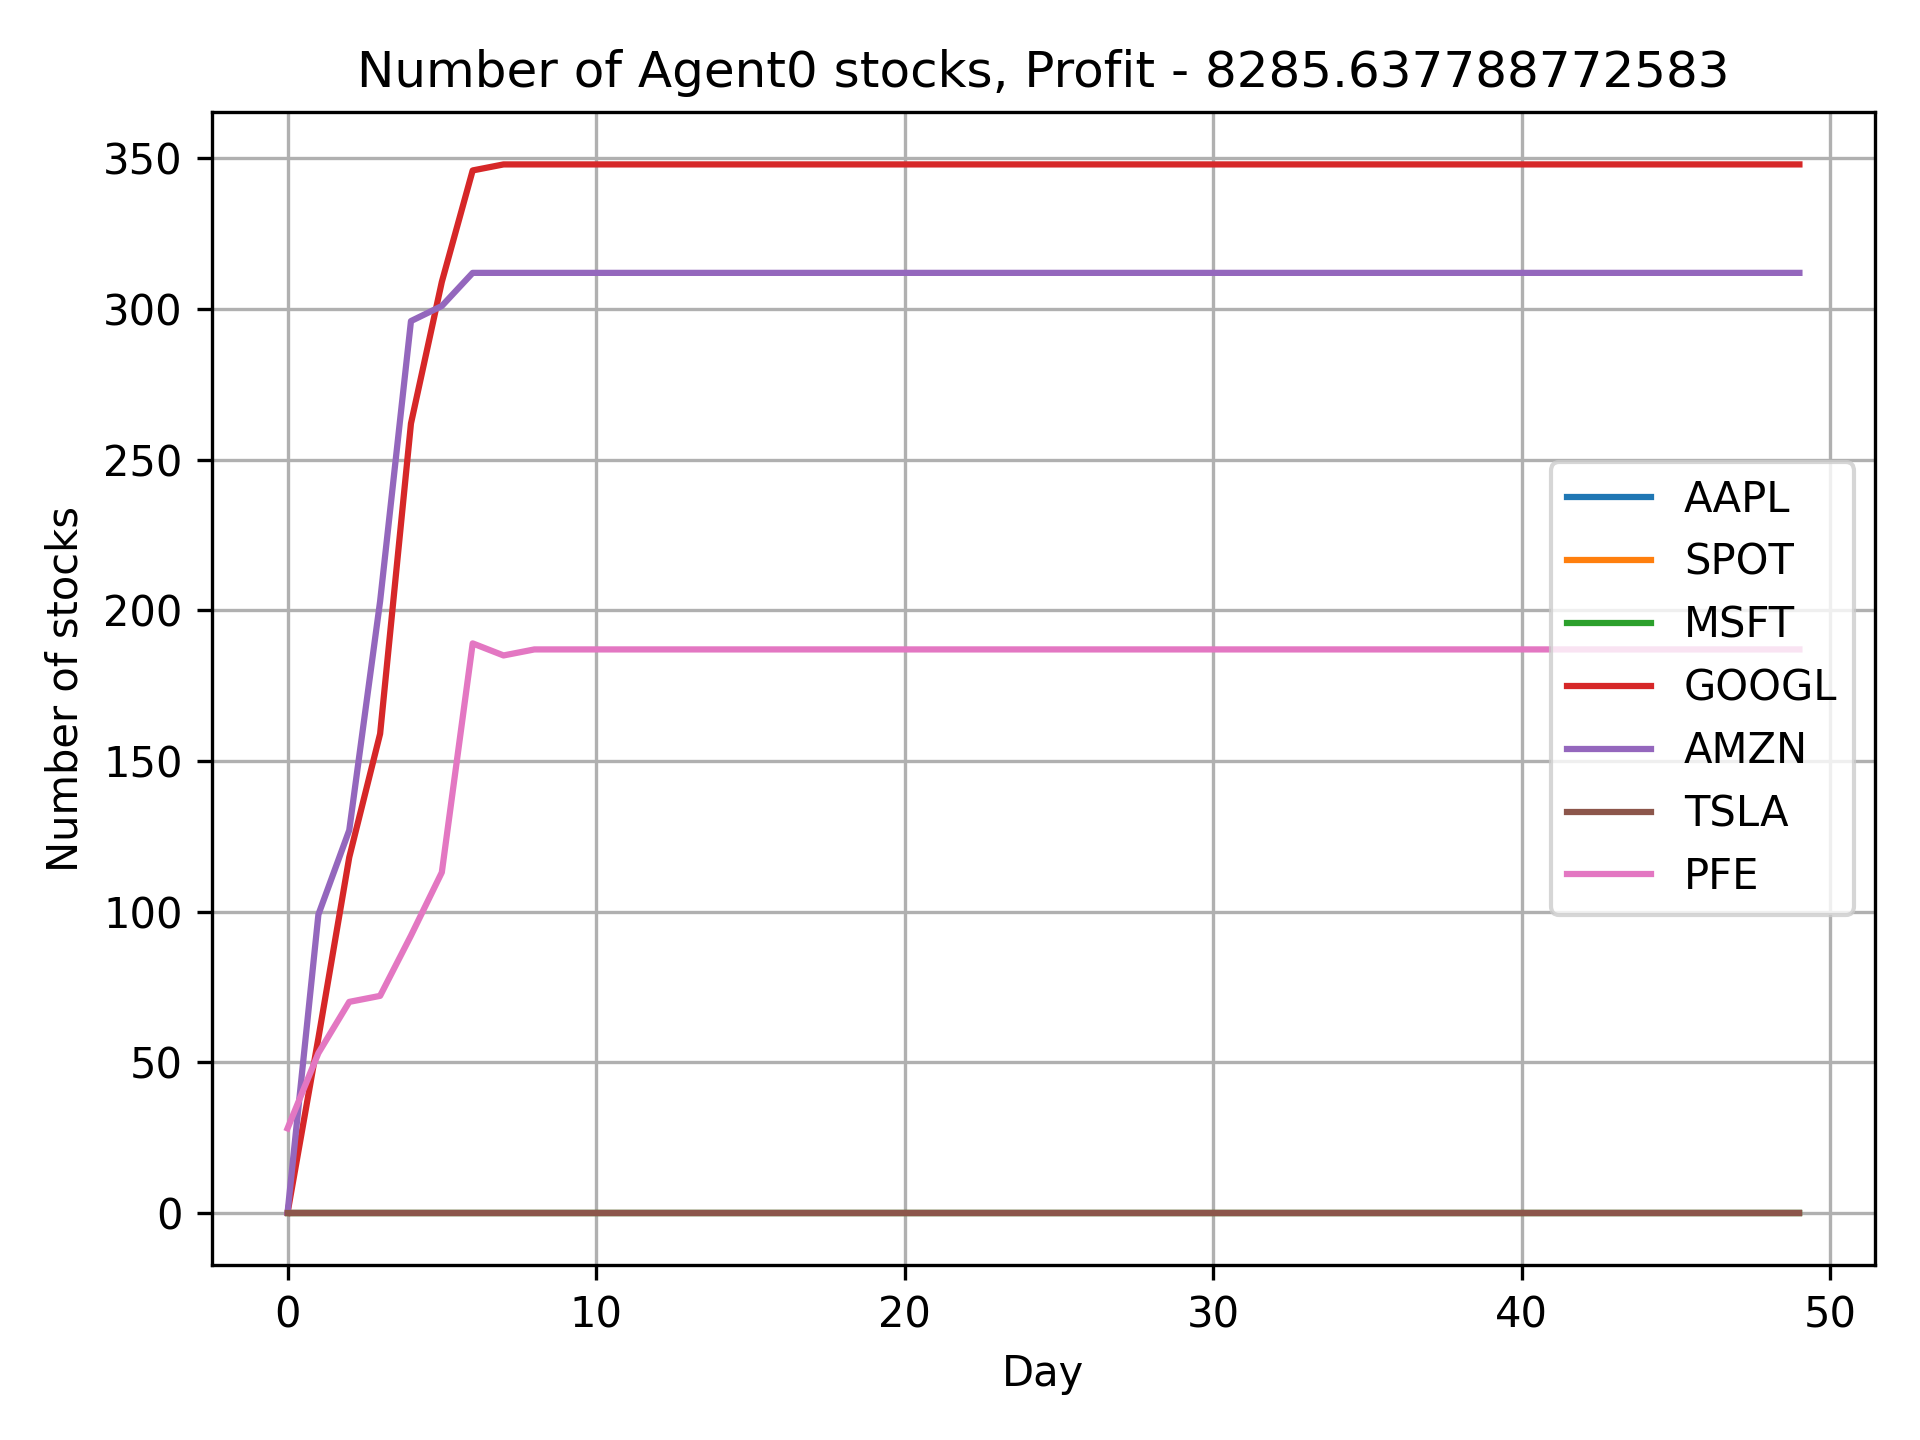 Number of Agent0 stocks, Profit - 8285.637788772583
350
300
250
200
150
100
50
0
Number of stocks
AAPL
SPOT
MSFT
GOOGL
AMZN
TSLA
PFE
0 10 20 30 40 50
Day